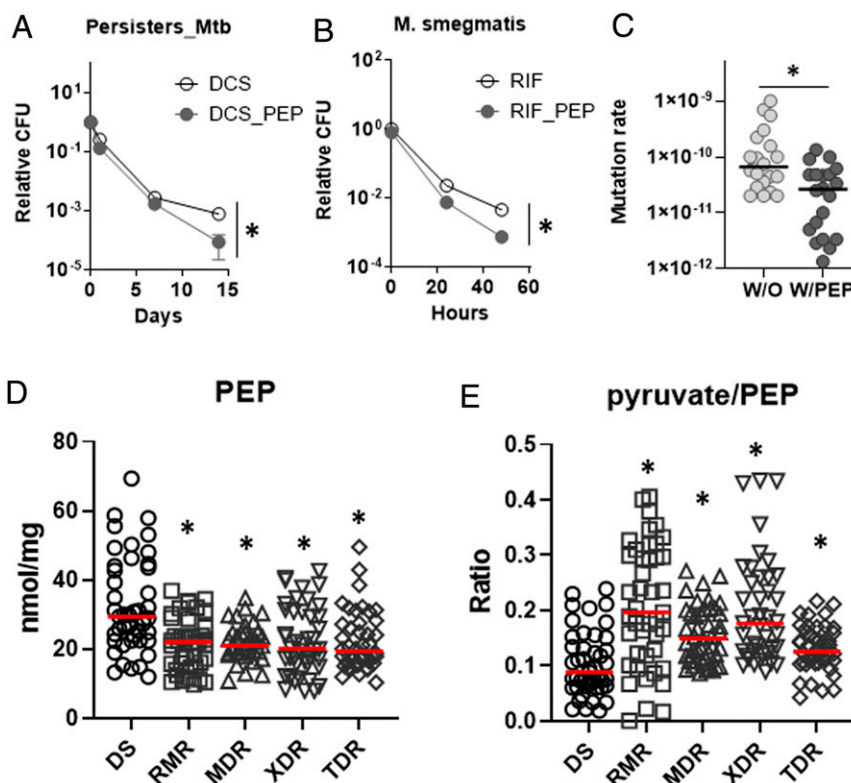 A
Persisters_Mtb
Relative CFU
10¹
10⁻¹
10⁻³
10⁻⁵
0
5
10
15
Days
DCS
DCS_PEP
*
B
M. smegmatis
Relative CFU
10²
10⁰
10⁻²
10⁻⁴
0
20
40
60
Hours
RIF
RIF_PEP
*
C
Mutation rate
1×10⁻⁹
1×10⁻¹⁰
1×10⁻¹¹
1×10⁻¹²
*
W/O W/PEP
D
PEP
nmol/mg
80
60
40
20
0
* * * *
DS
RMR
MDR
XDR
TDR
E
pyruvate/PEP
Ratio
0.5
0.4
0.3
0.2
0.1
0.0
* * * *
DS
RMR
MDR
XDR
TDR